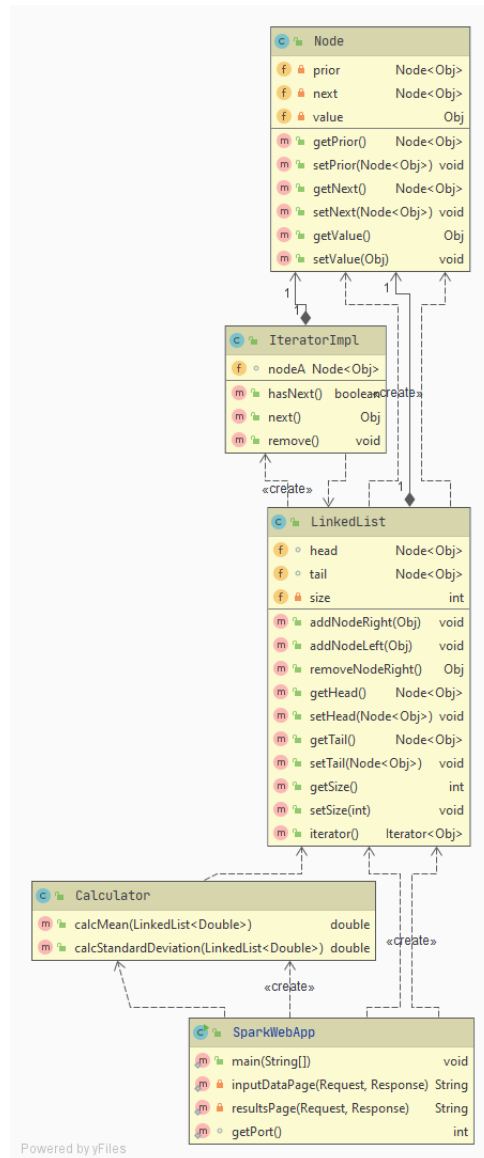 Node
prior Node<Obj>
next Node<Obj>
value Obj
getPrior() Node<Obj>
setPrior(Node<Obj>) void
getNext() Node<Obj>
setNext(Node<Obj>) void
getValue() Obj
setValue(Obj) void
1
1
1
IteratorImpl
nodeA Node<Obj>
hasNext() boolean
«create»
next() Obj
remove() void
«create»
1
LinkedList
head Node<Obj>
tail Node<Obj>
size int
addNodeRight(Obj) void
addNodeLeft(Obj) void
removeNodeRight() Obj
getHead() Node<Obj>
setHead(Node<Obj>) void
getTail() Node<Obj>
setTail(Node<Obj>) void
getSize() int
setSize(int) void
iterator() Iterator<Obj>
Calculator
calcMean(LinkedList<Double>) double
calcStandardDeviation(LinkedList<Double>) double
«create»
«create»
SparkWebApp
main(String[]) void
inputDataPage(Request, Response) String
resultsPage(Request, Response) String
getPort() int
Powered by yFiles